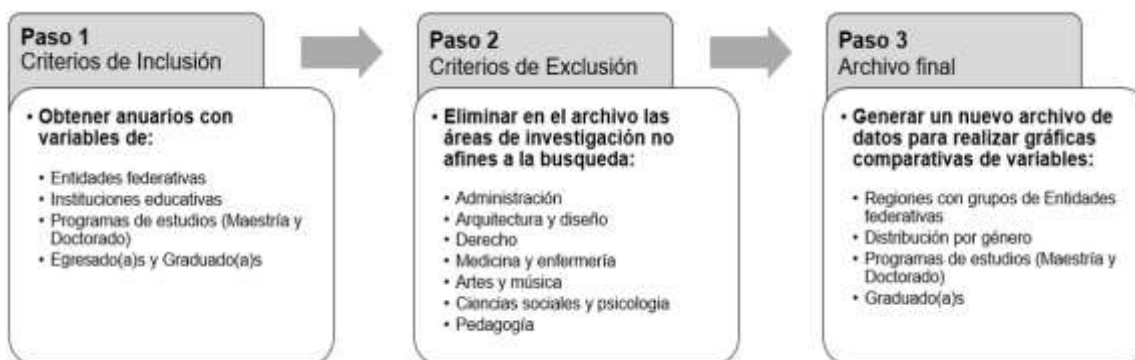 Paso 1
Criterios de Inclusión
• Obtener anuarios con
variables de:
• Entidades federativas
• Instituciones educativas
• Programas de estudios (Maestría y
Doctorado)
• Egresado(a)s y Graduado(a)s
Paso 2
Criterios de Exclusión
• Eliminar en el archivo las
áreas de investigación no
afines a la busqueda:
• Administración
• Arquitectura y diseño
• Derecho
• Medicina y enfermería
• Artes y música
• Ciencias sociales y psicologia
• Pedagogía
Paso 3
Archivo final
• Generar un nuevo archivo de
datos para realizar gráficas
comparativas de variables:
• Regiones con grupos de Entidades
federativas
• Distribución por género
• Programas de estudios (Maestría y
Doctorado)
• Graduado(a)s